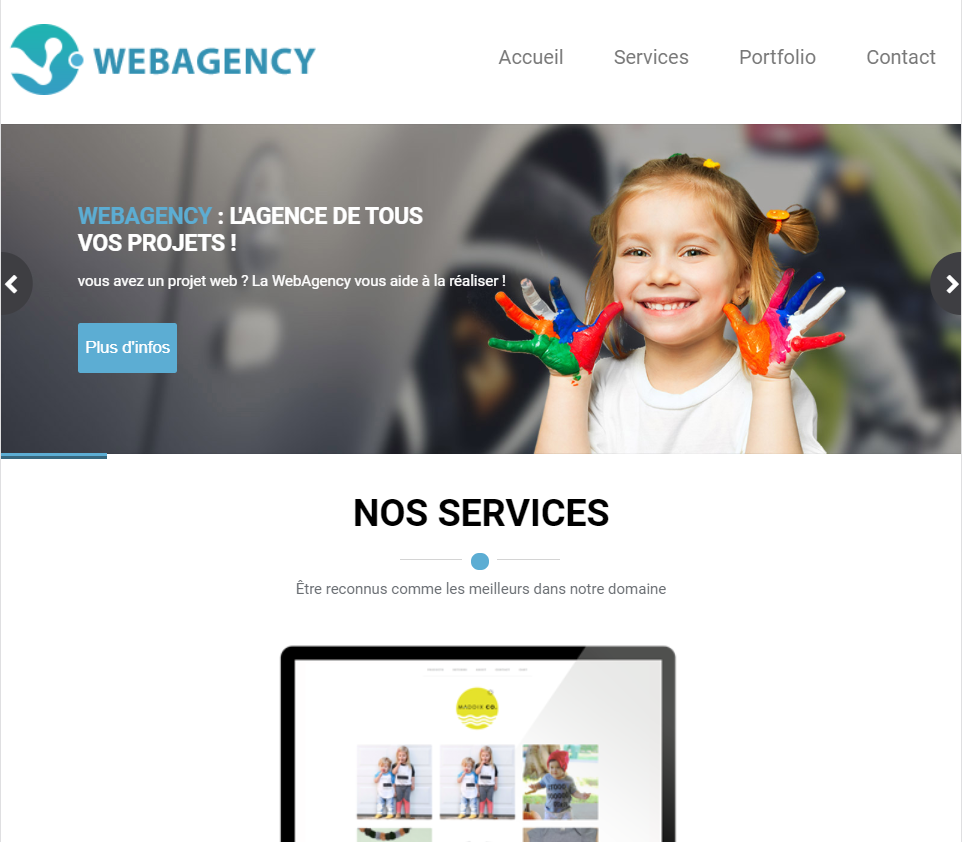 WEBAGENCY
Accueil Services Portfolio Contact
WEBAGENCY : L'AGENCE DE TOUS
VOS PROJETS !
vous avez un projet web ? La WebAgency vous aide à la réaliser !
Plus d'infos
NOS SERVICES
Être reconnus comme les meilleurs dans notre domaine
MADDIX CO.